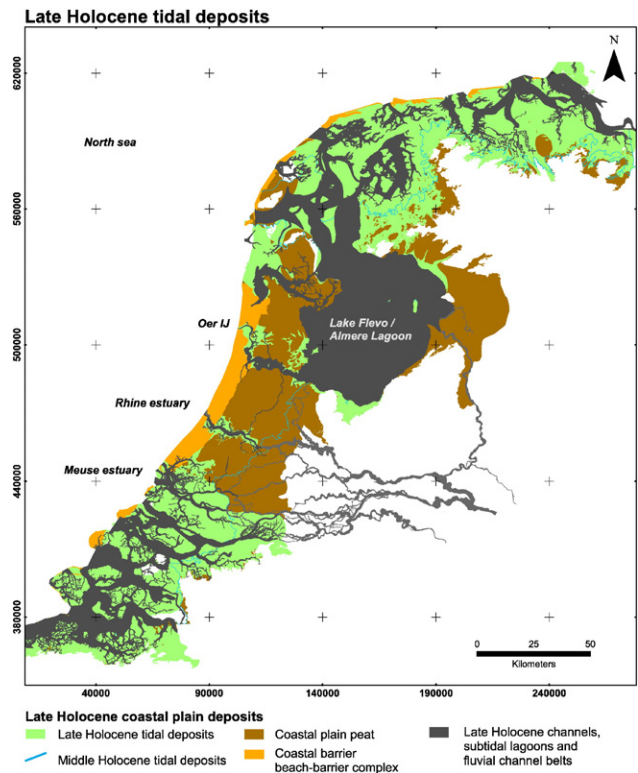 Late Holocene tidal deposits
N
620000
North sea
560000
Oer IJ
500000
Lake Flevo /
Almere Lagoon
Rhine estuary
Meuse estuary
440000
380000
0 25 50
Kilometers
40000 90000 140000 190000 240000
Late Holocene coastal plain deposits
Late Holocene tidal deposits
Middle Holocene tidal deposits
Coastal plain peat
Coastal barrier
beach-barrier complex
Late Holocene channels,
subtidal lagoons and
fluvial channel belts